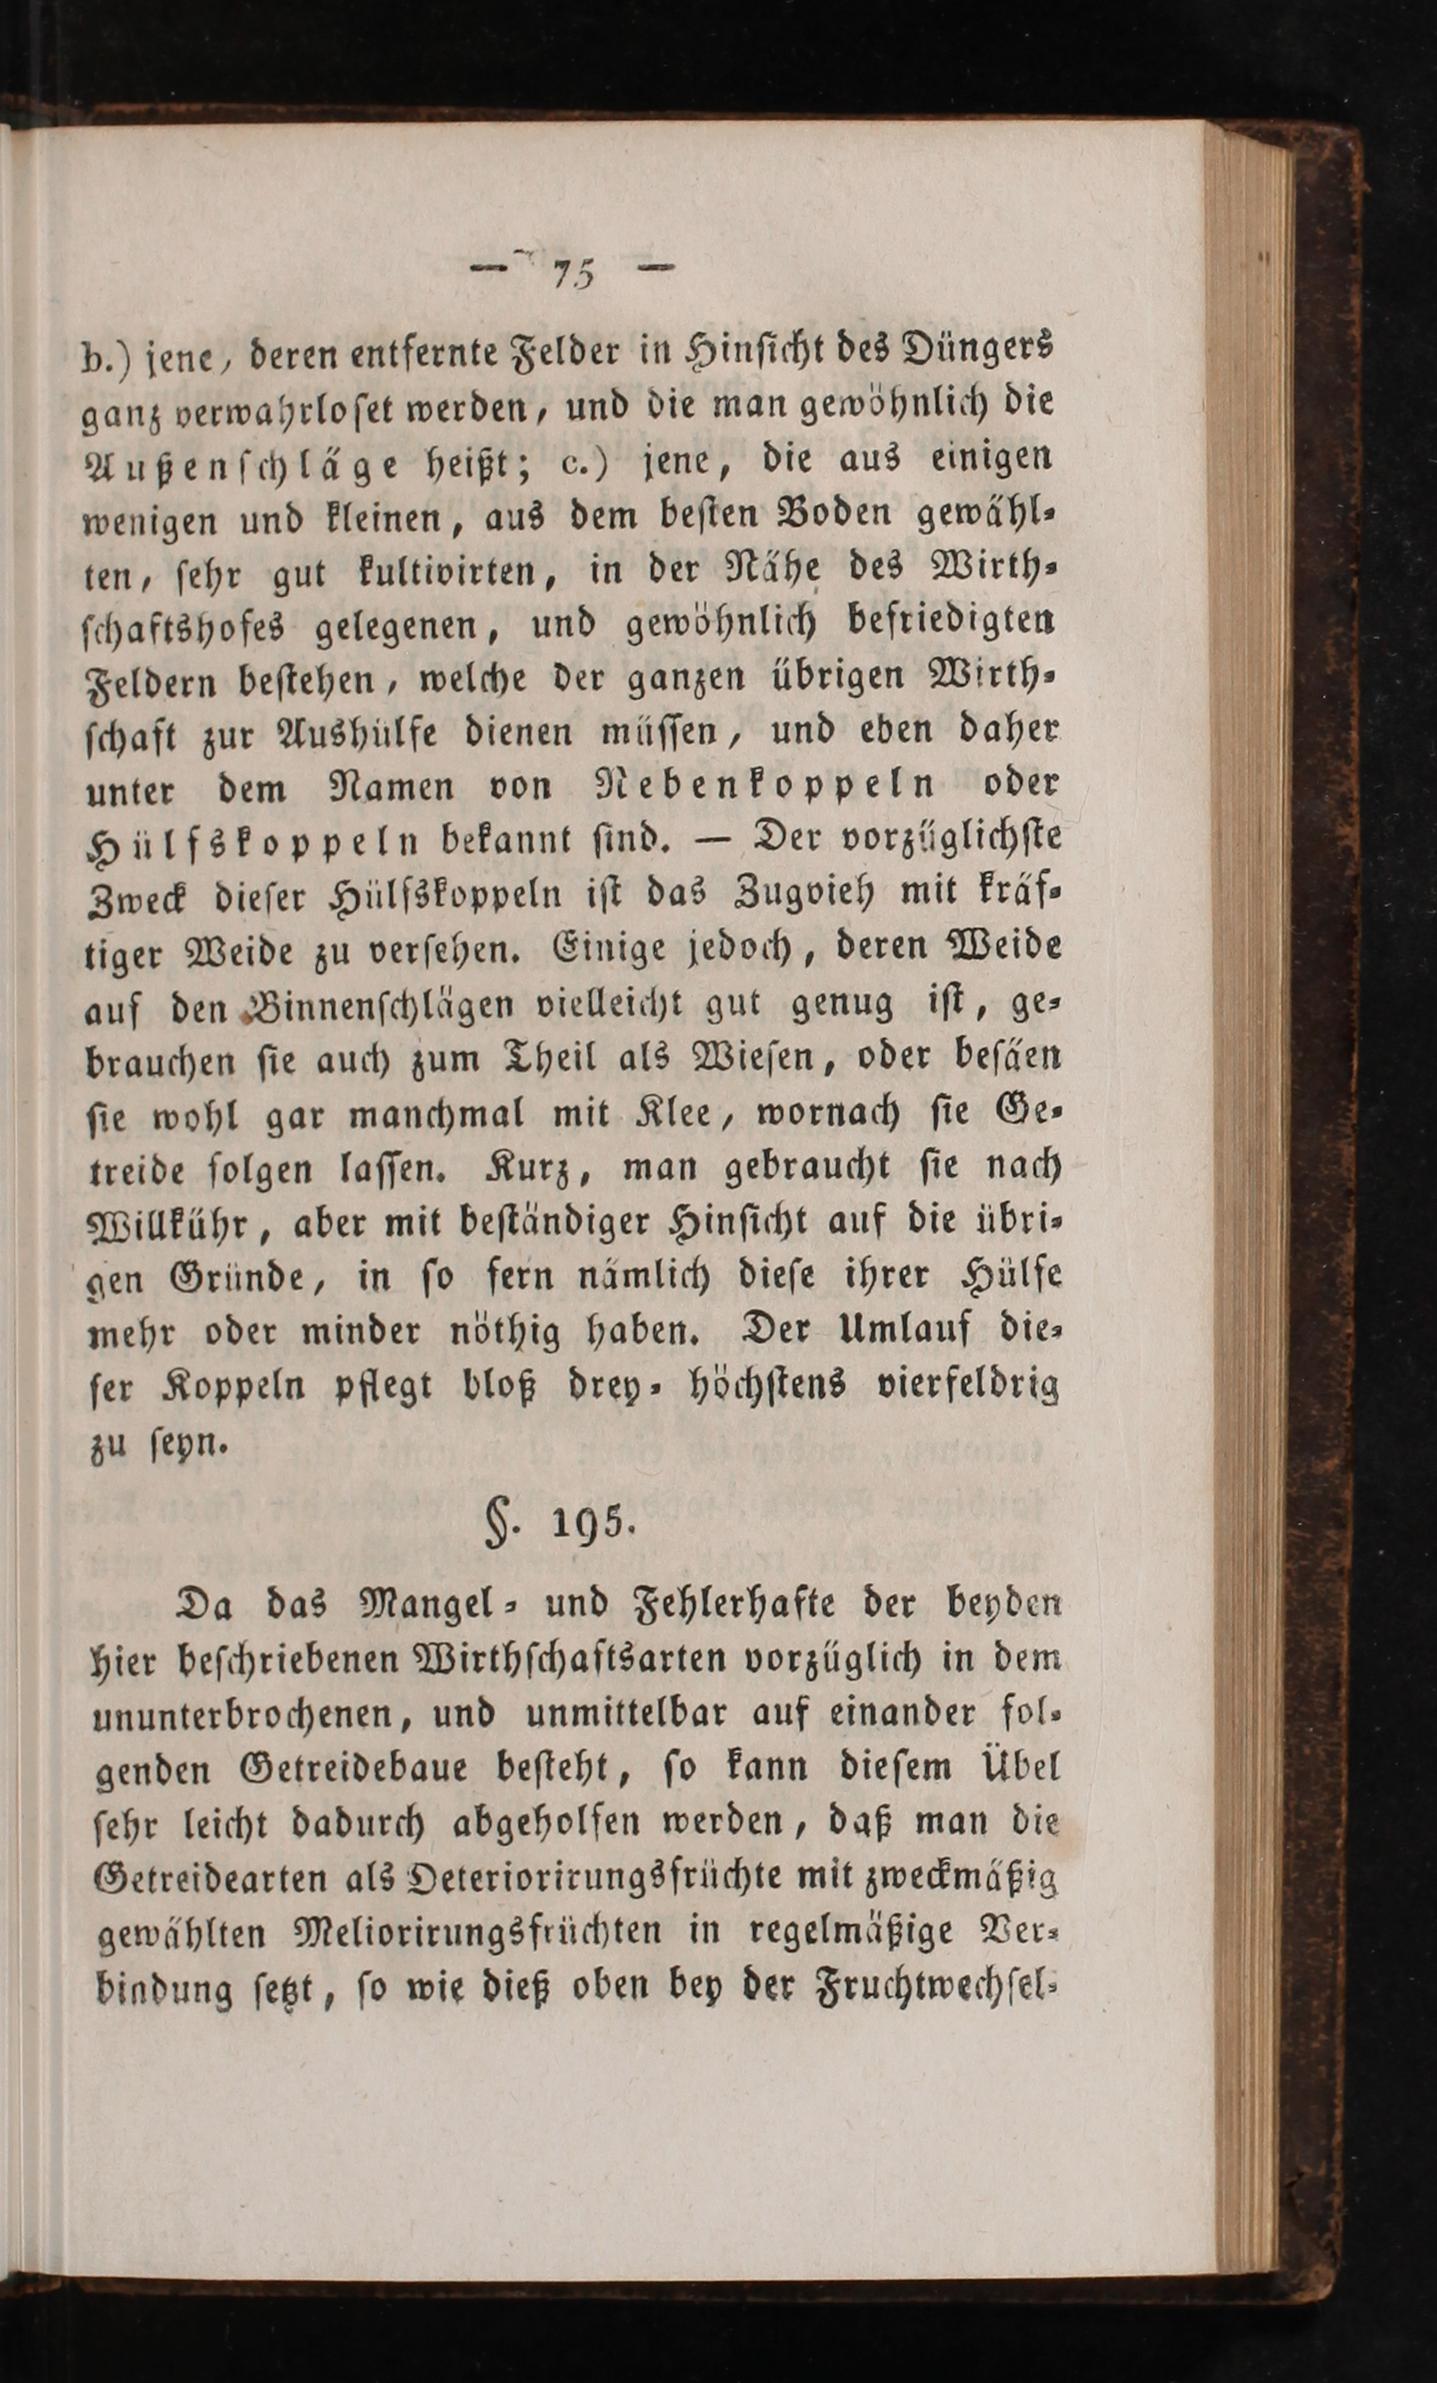 — 75 —
b.) jene, deren entfernte Felder in Hinſicht des Düngers
ganz verwahrloſet werden, und die man gewöhnlich die
Außenſchläge heißt; c.) jene, die aus einigen
wenigen und kleinen, aus dem beſten Boden gewähl-
ten, ſehr gut kultivirten, in der Nähe des Wirth-
ſchaftshofes gelegenen, und gewöhnlich befriedigten
Feldern beſtehen, welche der ganzen übrigen Wirth-
ſchaft zur Aushülfe dienen müſſen, und eben daher
unter dem Namen von Nebenkoppeln oder
Hülfskoppeln bekannt ſind. — Der vorzüglichſte
Zweck dieſer Hülfskoppeln iſt das Zugvieh mit kräf-
tiger Weide zu verſehen. Einige jedoch, deren Weide
auf den Binnenſchlägen vielleicht gut genug iſt, ge-
brauchen ſie auch zum Theil als Wieſen, oder beſäen
ſie wohl gar manchmal mit Klee, wornach ſie Ge-
treide folgen laſſen. Kurz, man gebraucht ſie nach
Willkühr, aber mit beſtändiger Hinſicht auf die übri-
gen Gründe, in ſo fern nämlich dieſe ihrer Hülfe
mehr oder minder nöthig haben. Der Umlauf die-
ſer Koppeln pflegt bloß drey- höchſtens vierfeldrig
zu ſeyn.
§. 195.
Da das Mangel- und Fehlerhafte der beyden
hier beſchriebenen Wirthſchaftsarten vorzüglich in dem
ununterbrochenen, und unmittelbar auf einander fol-
genden Getreidebaue beſteht, ſo kann dieſem Übel
ſehr leicht dadurch abgeholfen werden, daß man die
Getreidearten als Deteriorirungsfrüchte mit zweckmäßig
gewählten Meliorirungsfrüchten in regelmäßige Ver-
bindung ſetzt, ſo wie dieß oben bey der Fruchtwechſel-